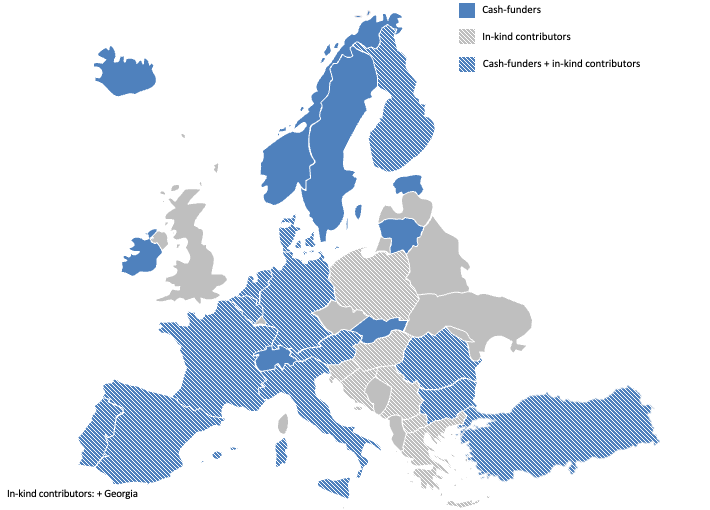 Cash-funders
In-kind contributors
Cash-funders + in-kind contributors
In-kind contributors: + Georgia